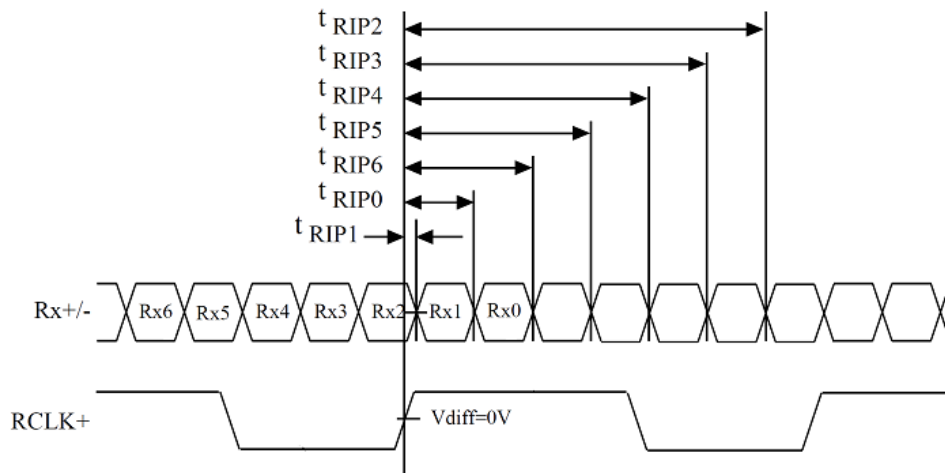 t RIP2
t RIP3
t RIP4
t RIP5
t RIP6
t RIP0
t RIP1
Rx+/- Rx6 Rx5 Rx4 Rx3 Rx2 Rx1 Rx0
RCLK+ Vdiff=0V